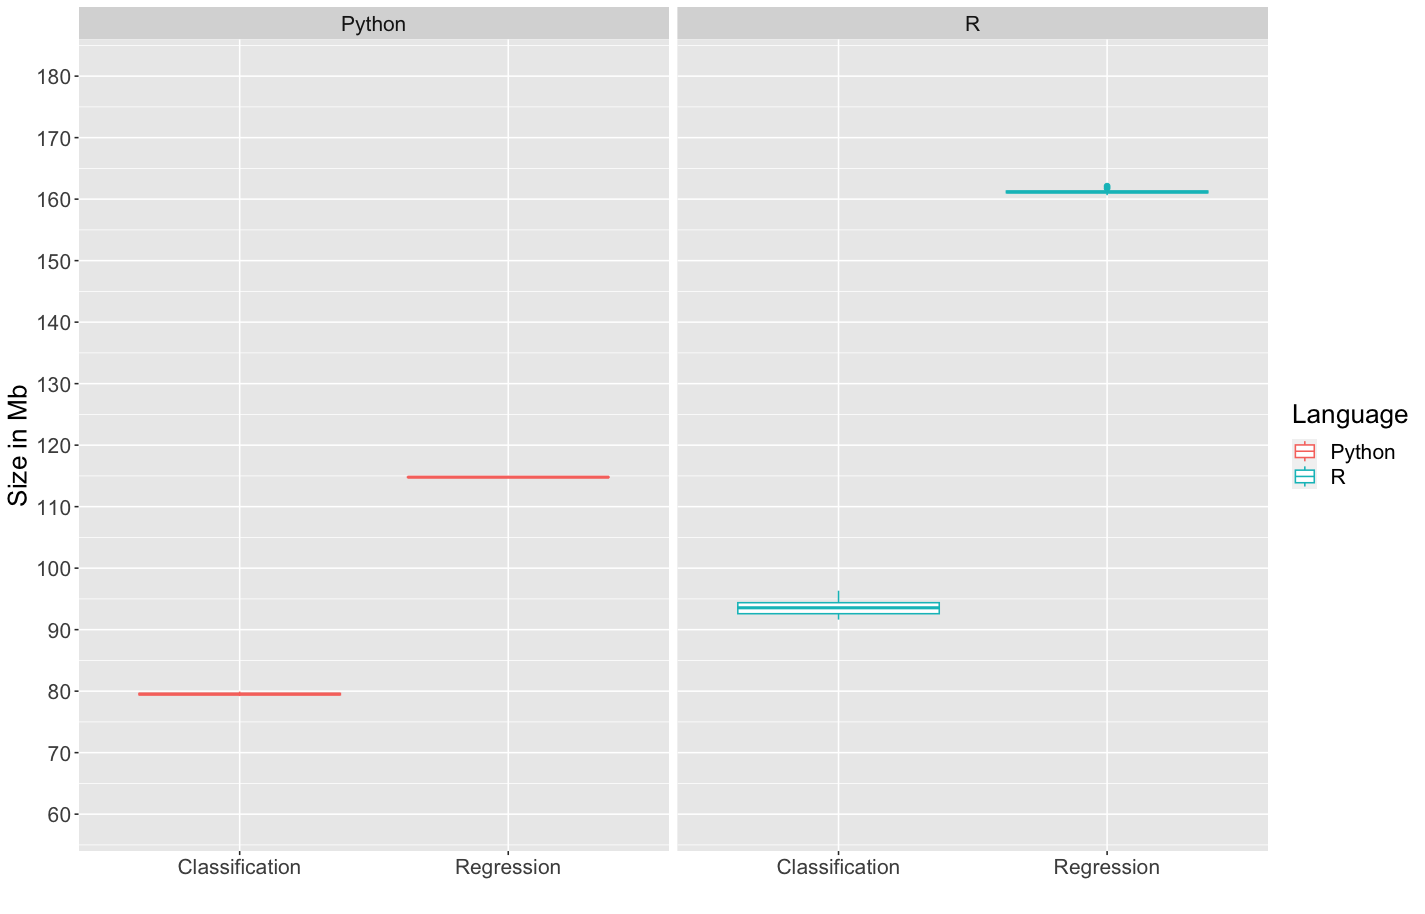 Python
R
180
170
160
150
140
130
120
110
100
90
80
70
60
Size in Mb
Classification
Regression
Classification
Regression
Language
Python
R